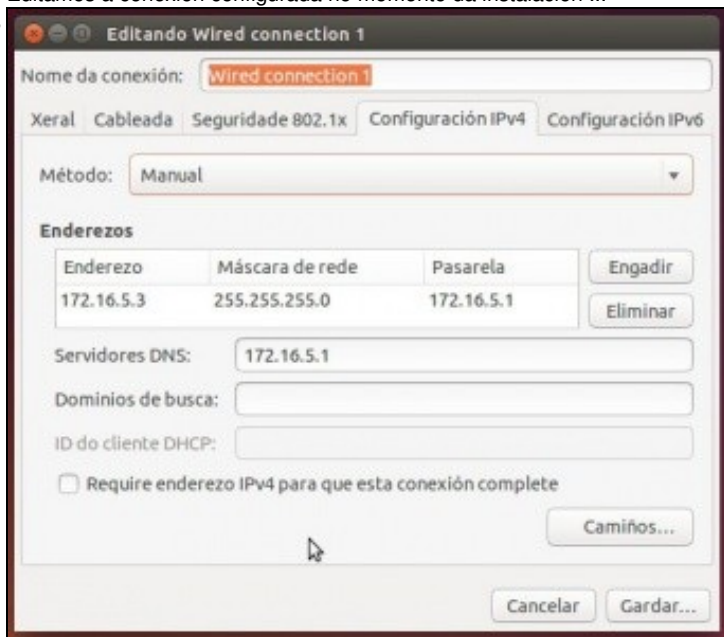 Editamos a conexión configurada no momento da instalación ...
Editando Wired connection 1
Nome da conexión: Wired connection 1
Xeral Cableada Seguridade 802.1x Configuración IPv4 Configuración IPv6
Método: Manual
Enderezos
Enderezo Máscara de rede Pasarela Engadir
172.16.5.3 255.255.255.0 172.16.5.1 Eliminar
Servidores DNS: 172.16.5.1
Dominios de busca:
ID do cliente DHCP:
Require enderezo IPv4 para que esta conexión complete
Camiños...
Cancelar Gardar...